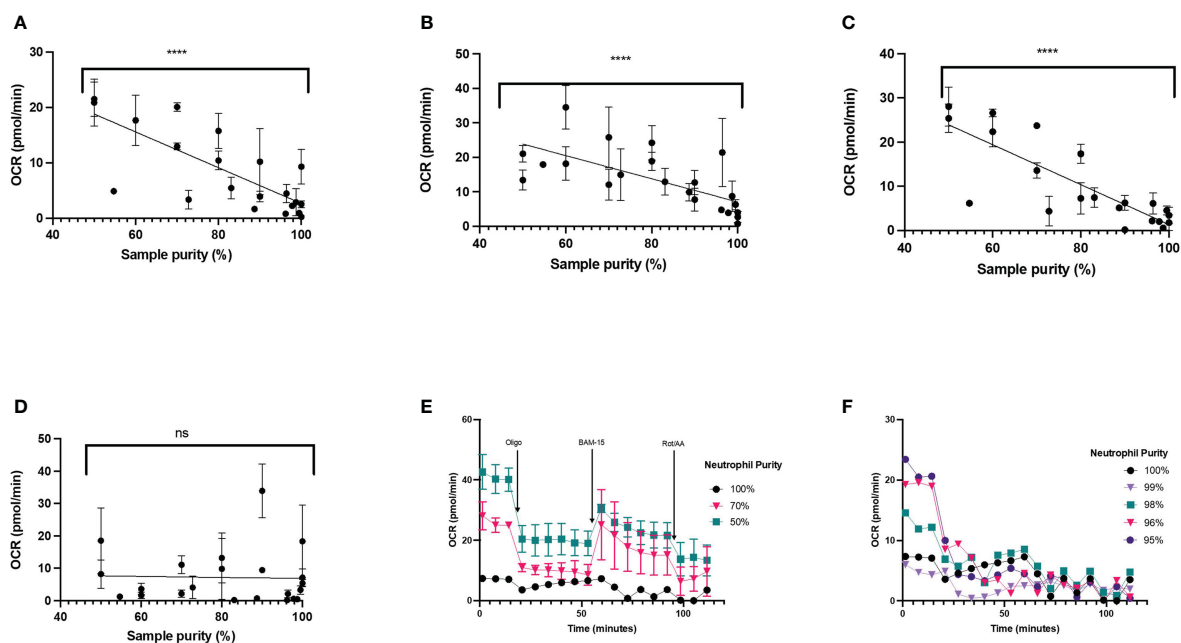 A
****
30
20
10
0
OCR (pmol/min)
40 60 80 100
Sample purity (%)
B
****
50
40
30
20
10
0
OCR (pmol/min)
40 60 80 100
Sample purity (%)
C
****
40
30
20
10
0
OCR (pmol/min)
40 60 80 100
Sample purity (%)
D
ns
50
40
30
20
10
0
OCR (pmol/min)
40 60 80 100
Sample purity (%)
E
60
40
20
0
OCR (pmol/min)
Oligo BAM-15 Rot/AA
0 50 100
Time (minutes)
Neutrophil Purity
100%
70%
50%
F
30
20
10
0
OCR (pmol/min)
0 50 100
Time (minutes)
Neutrophil Purity
100%
99%
98%
96%
95%